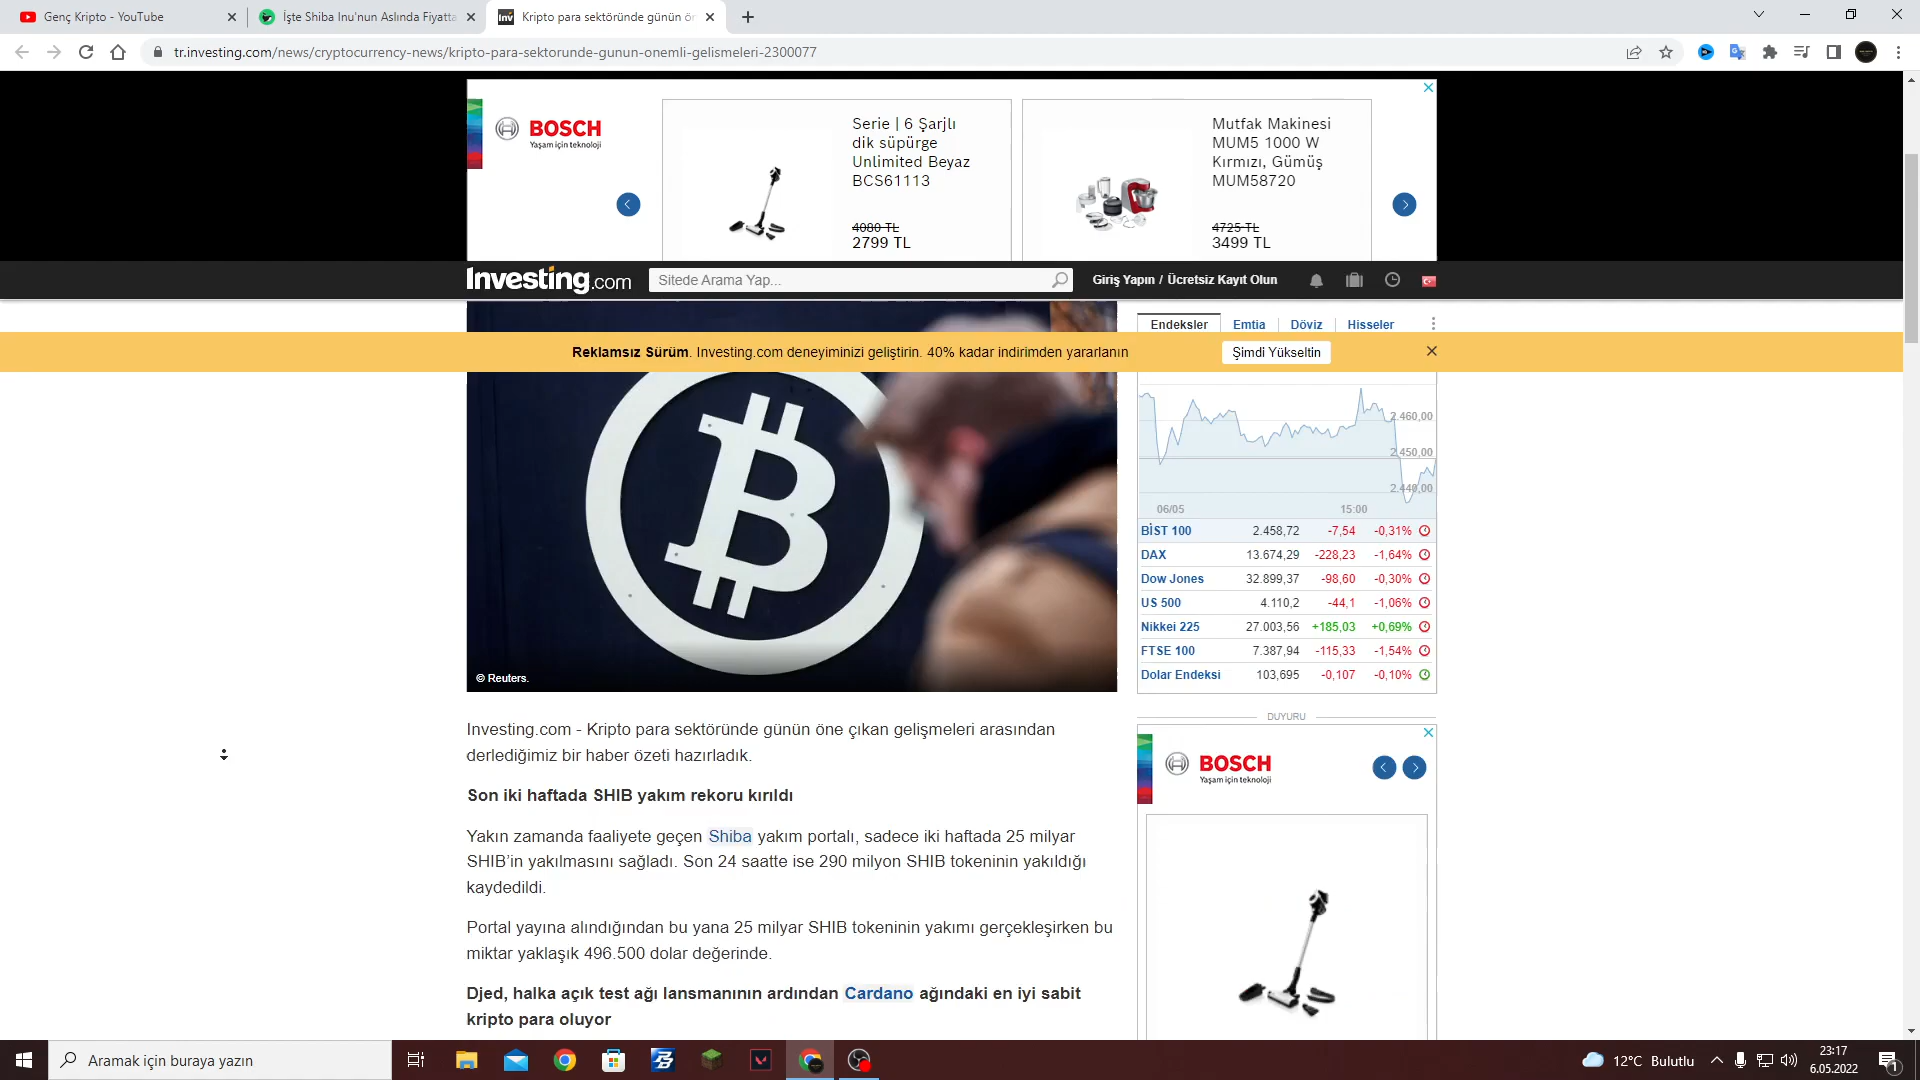 Genç Kripto - YouTube
İşte Shiba Inu'nun Aslında Fiyatta
Kripto para sektöründe günün ön
tr.investing.com/news/cryptocurrency-news/kripto-para-sektorunde-gunun-onemli-gelismeleri-2300077
BOSCH
Yaşam için teknoloji
Serie | 6 Şarjlı
dik süpürge
Unlimited Beyaz
BCS61113
4080 TL
2799 TL
Mutfak Makinesi
MUM5 1000 W
Kırmızı, Gümüş
MUM58720
4725 TL
3499 TL
Investing.com
Sitede Arama Yap...
Giriş Yapın / Ücretsiz Kayıt Olun
Endeksler Emtia Döviz Hisseler
Reklamsız Sürüm. Investing.com deneyiminizi geliştirin. 40% kadar indirimden yararlanın
Şimdi Yükseltin
2.460,00
2.450,00
2.440,00
06/05 15:00
BİST 100 2.458,72 -7,54 -0,31%
DAX 13.674,29 -228,23 -1,64%
Dow Jones 32.899,37 -98,60 -0,30%
US 500 4.110,2 -44,1 -1,06%
Nikkei 225 27.003,56 +185,03 +0,69%
FTSE 100 7.387,94 -115,33 -1,54%
Dolar Endeksi 103,695 -0,107 -0,10%
© Reuters.
DUYURU
BOSCH
Yaşam için teknoloji
Investing.com - Kripto para sektöründe günün öne çıkan gelişmeleri arasından
derlediğimiz bir haber özeti hazırladık.
Son iki haftada SHIB yakım rekoru kırıldı
Yakın zamanda faaliyete geçen Shiba yakım portalı, sadece iki haftada 25 milyar
SHIB’in yakılmasını sağladı. Son 24 saatte ise 290 milyon SHIB tokeninin yakıldığı
kaydedildi.
Portal yayına alındığından bu yana 25 milyar SHIB tokeninin yakımı gerçekleşirken bu
miktar yaklaşık 496.500 dolar değerinde.
Djed, halka açık test ağı lansmanının ardından Cardano ağındaki en iyi sabit
kripto para oluyor
Aramak için buraya yazın
12°C Bulutlu
23:17
6.05.2022
1